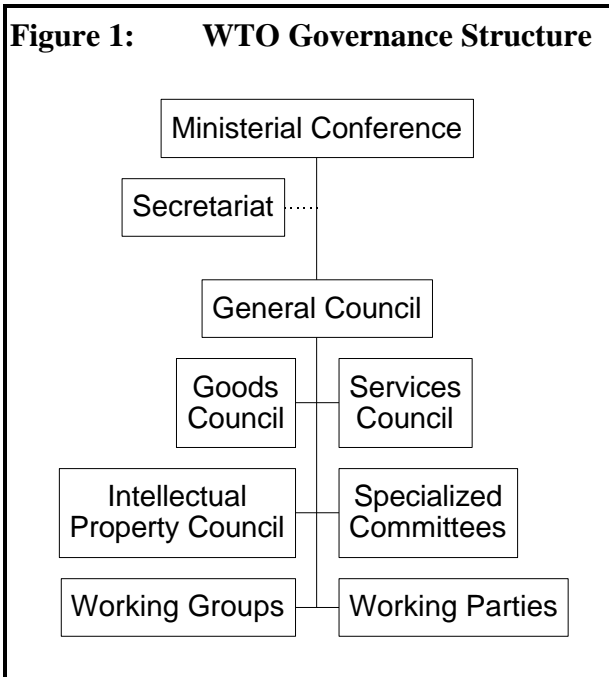 Figure 1: WTO Governance Structure
Ministerial Conference
Secretariat
General Council
Goods
Council
Services
Council
Intellectual
Property Council
Specialized
Committees
Working Groups
Working Parties